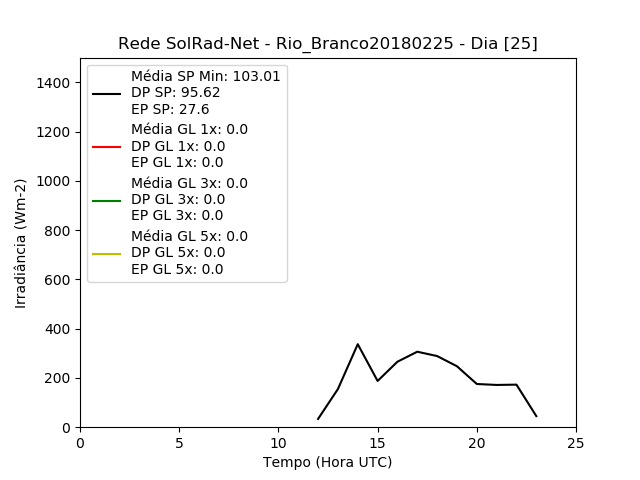 Rede SolRad-Net - Rio_Branco20180225 - Dia [25]
Média SP Min: 103.01
DP SP: 95.62
EP SP: 27.6
Média GL 1x: 0.0
DP GL 1x: 0.0
EP GL 1x: 0.0
Média GL 3x: 0.0
DP GL 3x: 0.0
EP GL 3x: 0.0
Média GL 5x: 0.0
DP GL 5x: 0.0
EP GL 5x: 0.0
Irradiância (Wm-2)
1400
1200
1000
800
600
400
200
0
0 5 10 15 20 25
Tempo (Hora UTC)